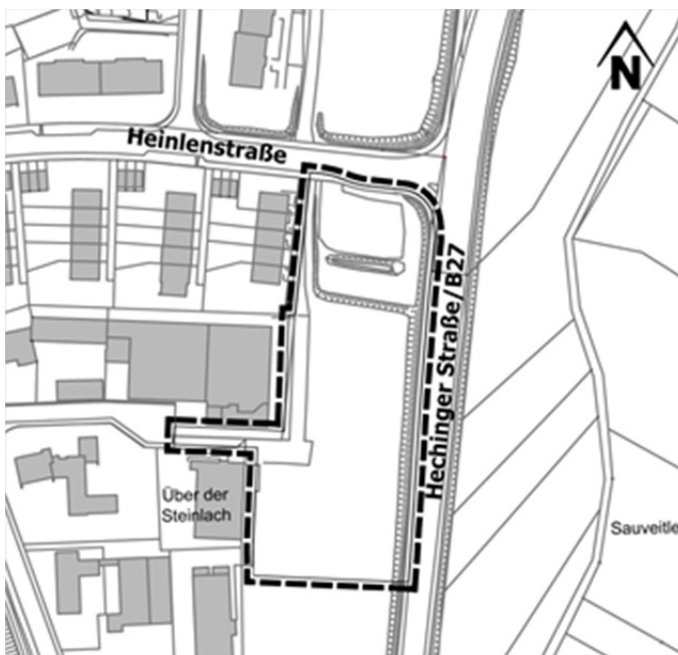 N
Heinlenstraße
Hechinger Straße/B27
Über der
Steinlach
Sauveitle